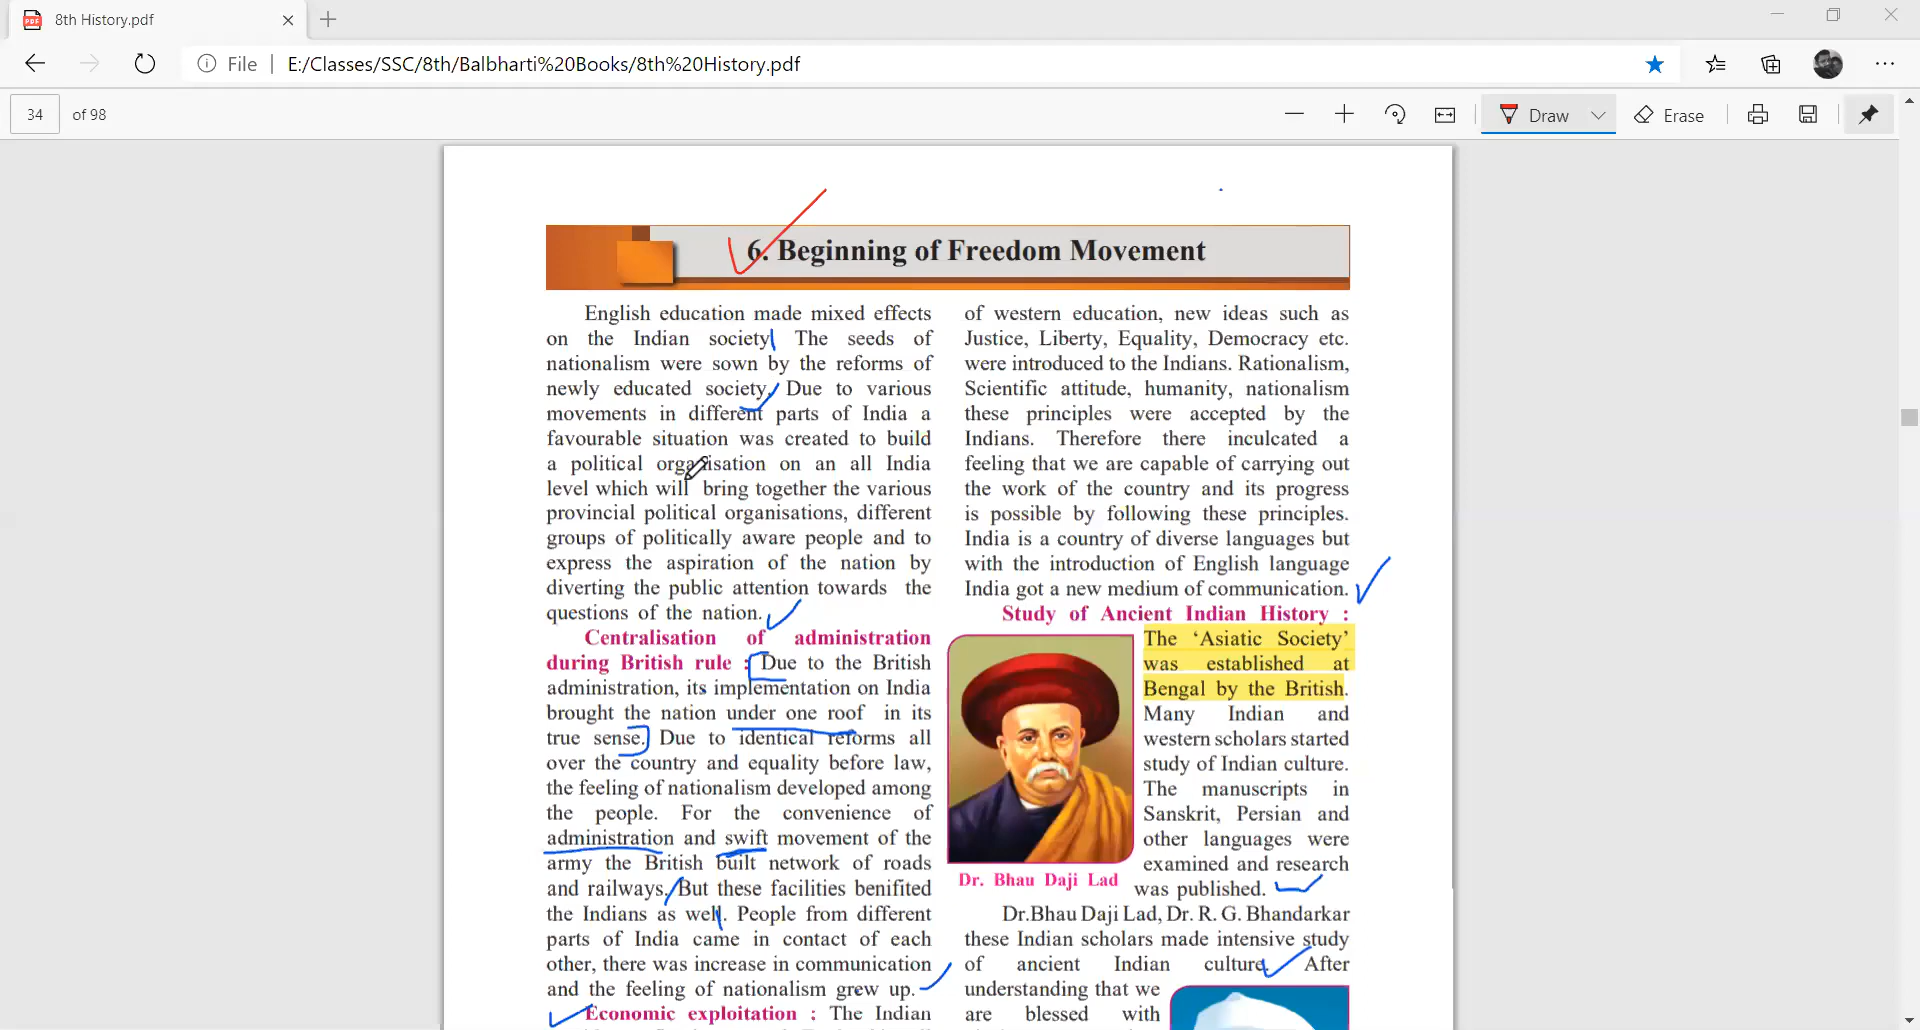 8th History.pdf
File
E:/Classes/SSC/8th/Balbharti%20Books/8th%20History.pdf
34 of 98
Draw
Erase
6. Beginning of Freedom Movement
English education made mixed effects
on the Indian society. The seeds of
nationalism were sown by the reforms of
newly educated society. Due to various
movements in different parts of India a
favourable situation was created to build
a political organisation on an all India
level which will bring together the various
provincial political organisations, different
groups of politically aware people and to
express the aspiration of the nation by
diverting the public attention towards the
questions of the nation.
Centralisation of administration
during British rule : Due to the British
administration, its implementation on India
brought the nation under one roof in its
true sense. Due to identical reforms all
over the country and equality before law,
the feeling of nationalism developed among
the people. For the convenience of
administration and swift movement of the
army the British built network of roads
and railways. But these facilities benifited
the Indians as well. People from different
parts of India came in contact of each
other, there was increase in communication
and the feeling of nationalism grew up.
Economic exploitation : The Indian
of western education, new ideas such as
Justice, Liberty, Equality, Democracy etc.
were introduced to the Indians. Rationalism,
Scientific attitude, humanity, nationalism
these principles were accepted by the
Indians. Therefore there inculcated a
feeling that we are capable of carrying out
the work of the country and its progress
is possible by following these principles.
India is a country of diverse languages but
with the introduction of English language
India got a new medium of communication.
Study of Ancient Indian History :
The ‘Asiatic Society’
was established at
Bengal by the British.
Many Indian and
western scholars started
study of Indian culture.
The manuscripts in
Sanskrit, Persian and
other languages were
examined and research
was published.
Dr. Bhau Daji Lad
Dr.Bhau Daji Lad, Dr. R. G. Bhandarkar
these Indian scholars made intensive study
of ancient Indian culture. After
understanding that we
are blessed with